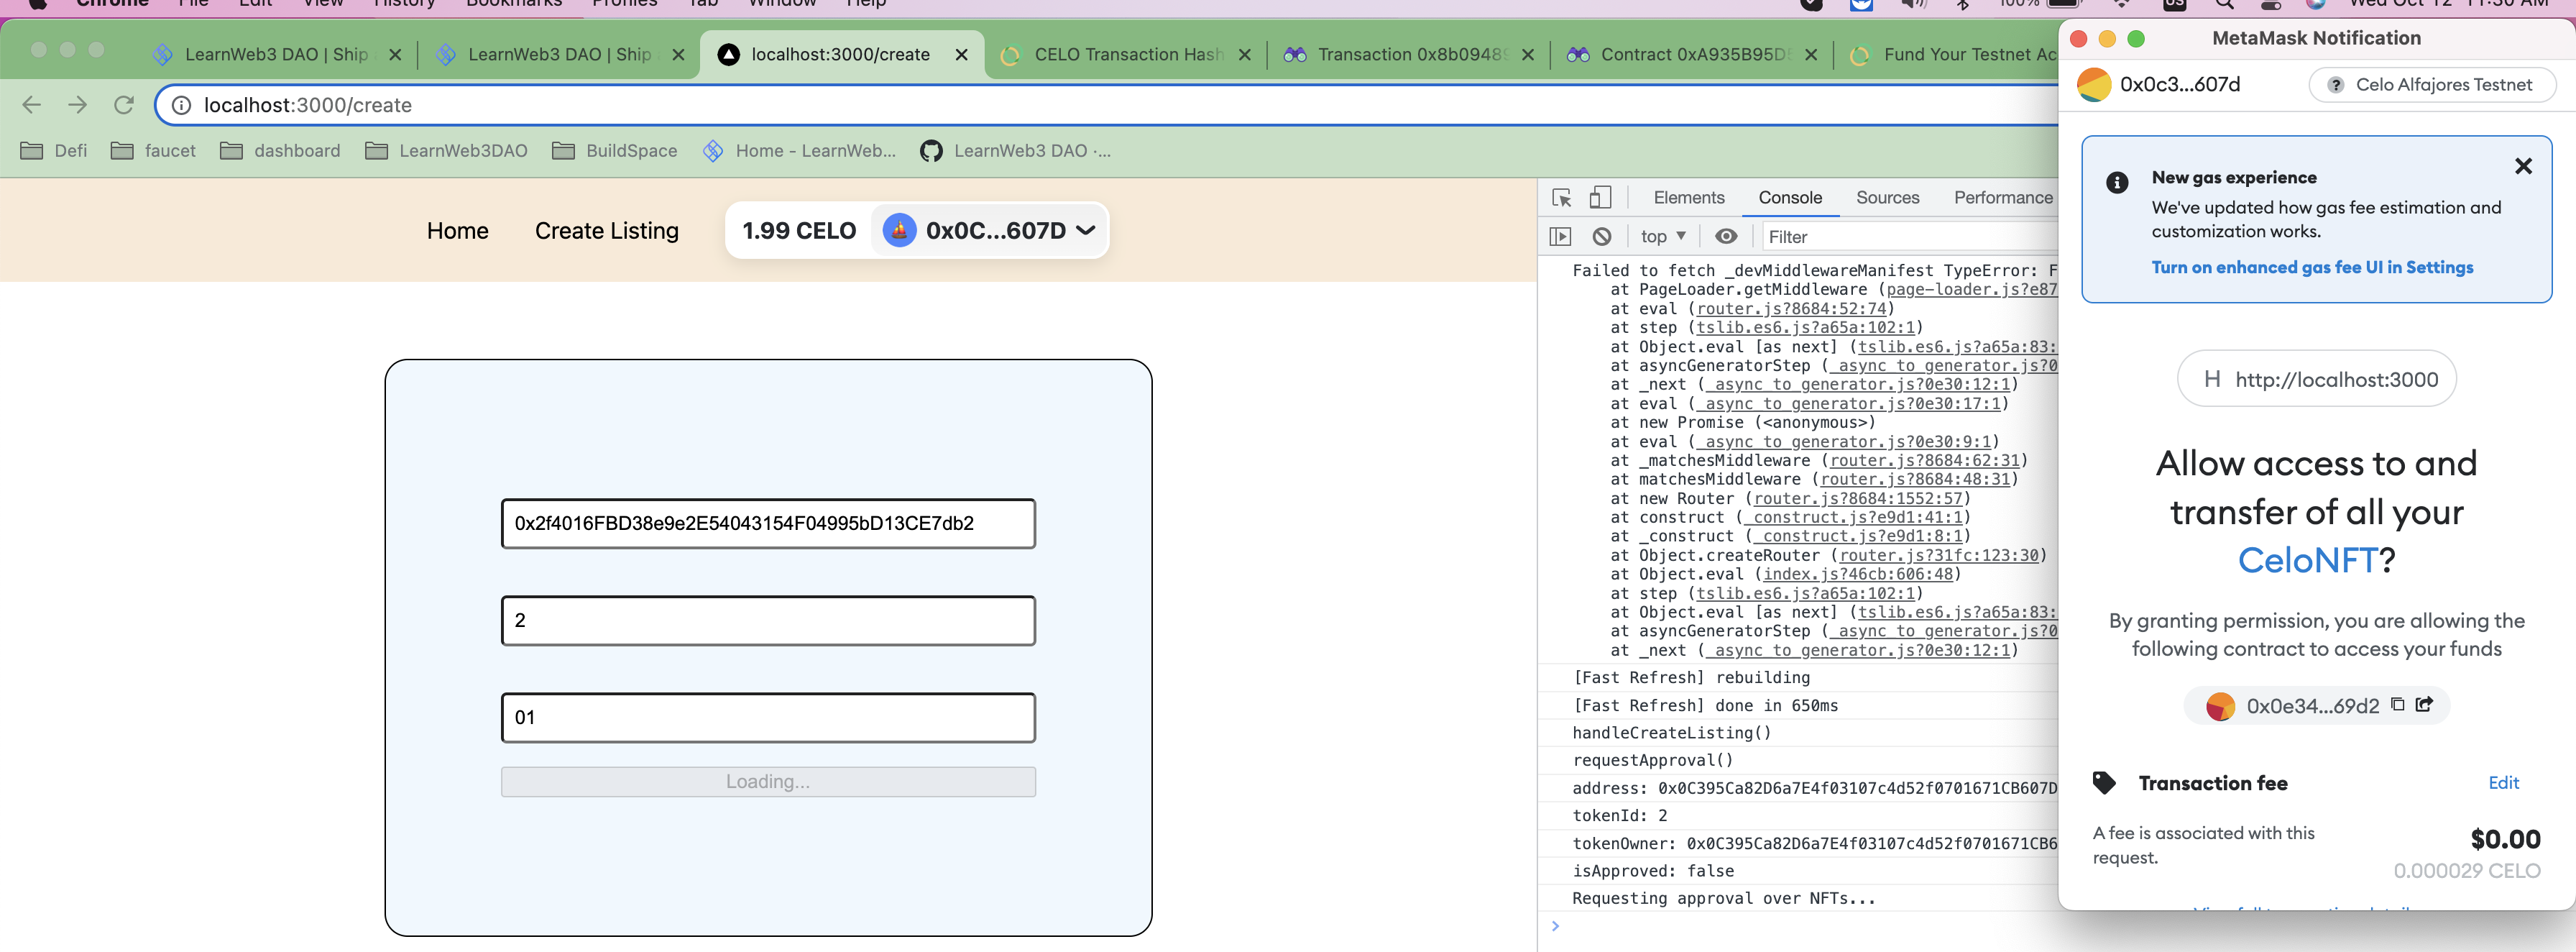 Chrome File Edit View History Bookmarks Profiles Tab Window Help 100% US Wed Oct 12 11:30 AM
LearnWeb3 DAO | Ship
LearnWeb3 DAO | Ship
localhost:3000/create
CELO Transaction Hash
Transaction 0x8b0948
Contract 0xA935B95D
Fund Your Testnet Ac
localhost:3000/create
Defi faucet dashboard LearnWeb3DAO BuildSpace Home - LearnWeb... LearnWeb3 DAO ·...
Home Create Listing 1.99 CELO 0x0C...607D
0x2f4016FBD38e9e2E54043154F04995bD13CE7db2
2
01
Loading...
Elements Console Sources Performance
top Filter
Failed to fetch _devMiddlewareManifest TypeError: F
at PageLoader.getMiddleware (page-loader.js?e87
at eval (router.js?8684:52:74)
at step (tslib.es6.js?a65a:102:1)
at Object.eval [as next] (tslib.es6.js?a65a:83:
at asyncGeneratorStep (_async_to_generator.js?0
at _next (_async_to_generator.js?0e30:12:1)
at eval (_async_to_generator.js?0e30:17:1)
at new Promise (<anonymous>)
at eval (_async_to_generator.js?0e30:9:1)
at _matchesMiddleware (router.js?8684:62:31)
at matchesMiddleware (router.js?8684:48:31)
at new Router (router.js?8684:1552:57)
at construct (_construct.js?e9d1:41:1)
at _construct (_construct.js?e9d1:8:1)
at Object.createRouter (router.js?31fc:123:30)
at Object.eval (index.js?46cb:606:48)
at step (tslib.es6.js?a65a:102:1)
at Object.eval [as next] (tslib.es6.js?a65a:83:
at asyncGeneratorStep (_async_to_generator.js?0
at _next (_async_to_generator.js?0e30:12:1)
[Fast Refresh] rebuilding
[Fast Refresh] done in 650ms
handleCreateListing()
requestApproval()
address: 0x0C395Ca82D6a7E4f03107c4d52f0701671CB607D
tokenId: 2
tokenOwner: 0x0C395Ca82D6a7E4f03107c4d52f0701671CB6
isApproved: false
Requesting approval over NFTs...
MetaMask Notification
0x0c3...607d
? Celo Alfajores Testnet
New gas experience
We've updated how gas fee estimation and
customization works.
Turn on enhanced gas fee UI in Settings
H http://localhost:3000
Allow access to and
transfer of all your
CeloNFT?
By granting permission, you are allowing the
following contract to access your funds
0x0e34...69d2
Transaction fee Edit
A fee is associated with this
request.
$0.00
0.000029 CELO